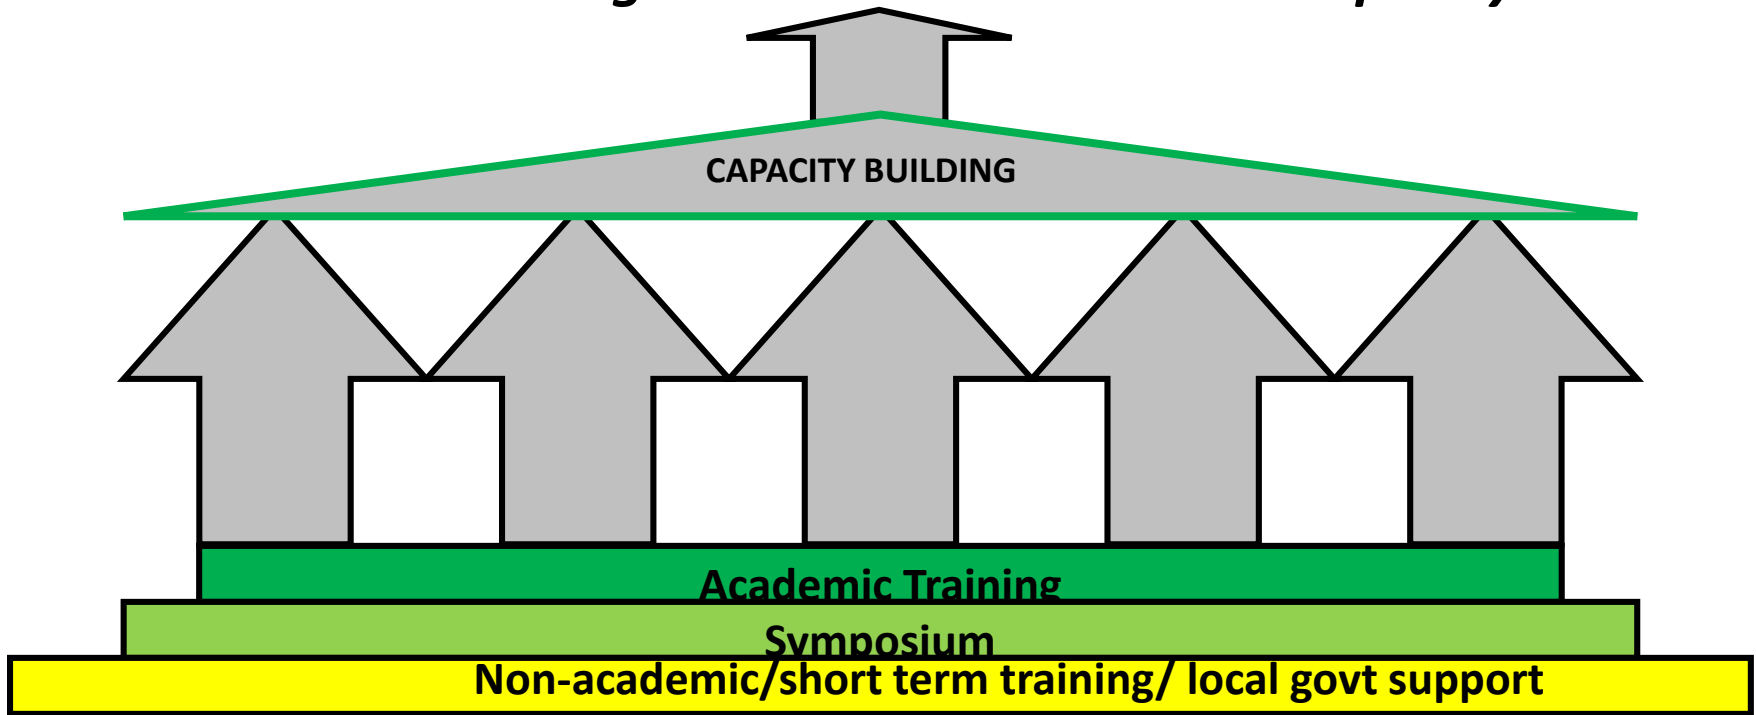 CAPACITY BUILDING
Academic Training
Symposium
Non-academic/short term training/ local govt support